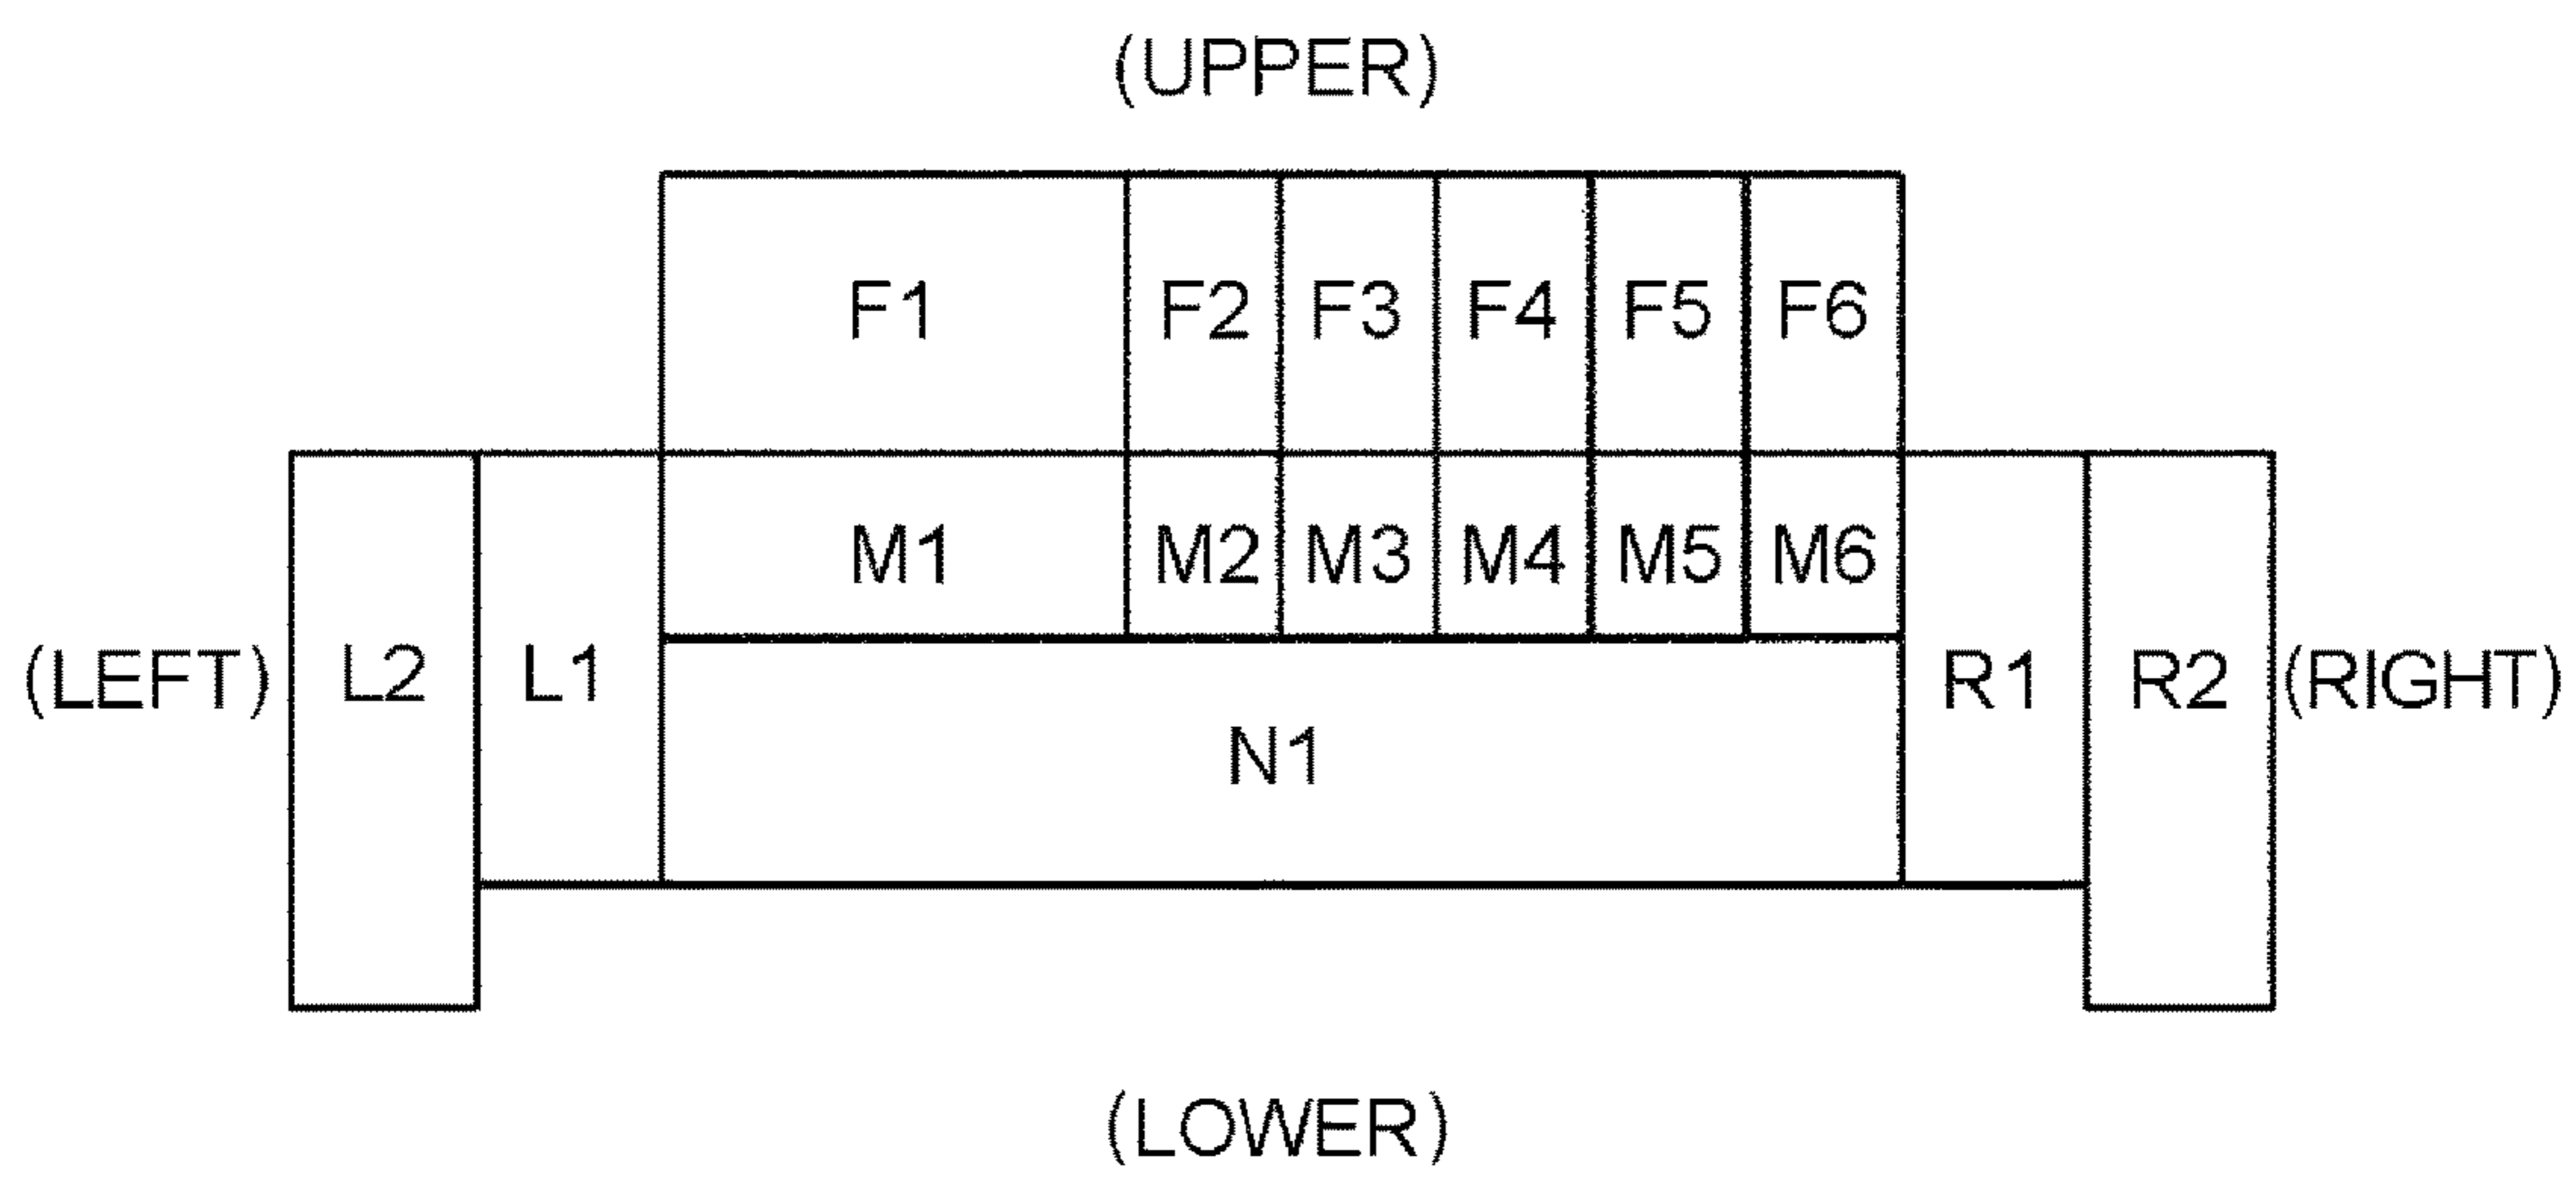 (UPPER)
F1 F2 F3 F4 F5 F6
M1 M2 M3 M4 M5 M6
(LEFT) L2 L1 R1 R2 (RIGHT)
N1
(LOWER)